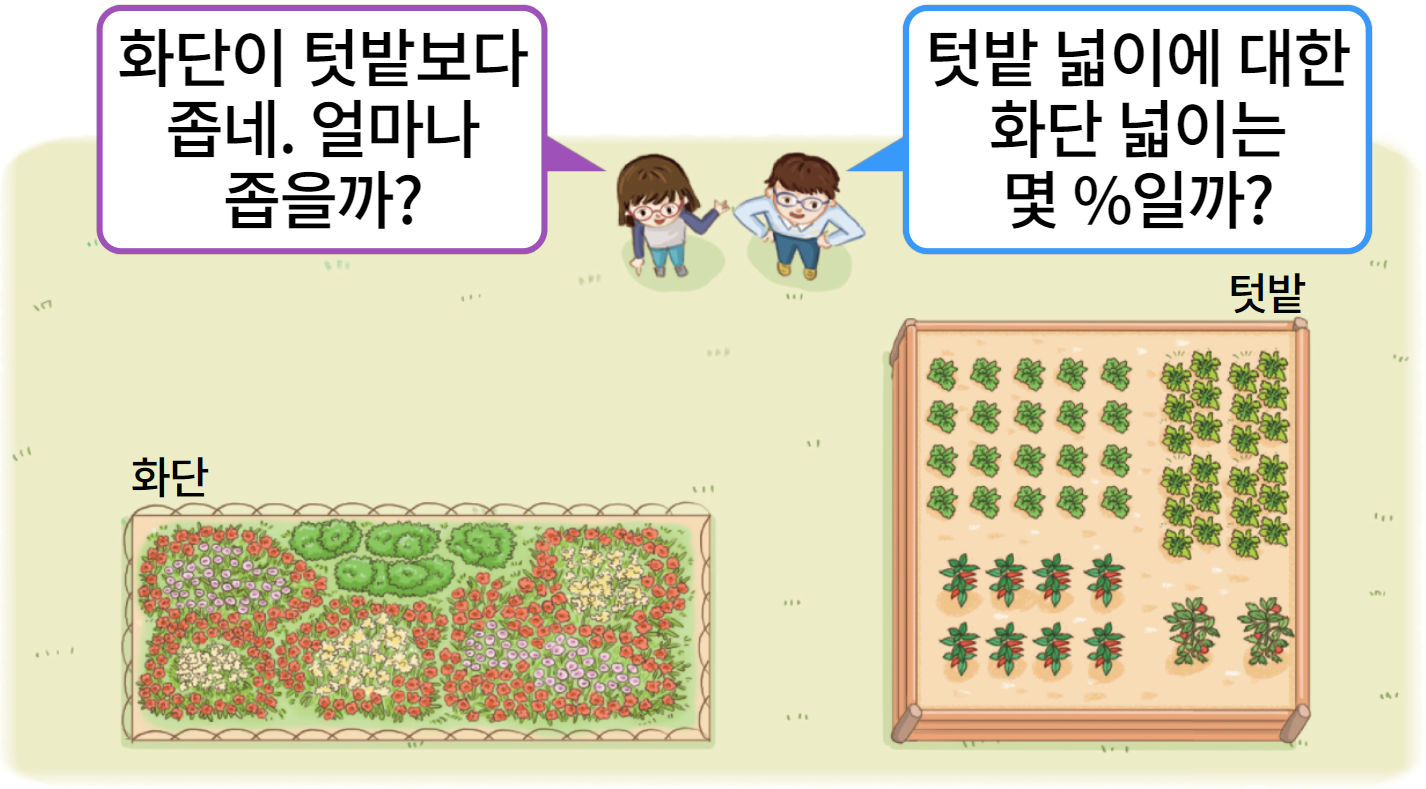 화단이 텃밭보다
좁네. 얼마나
좁을까?
텃밭 넓이에 대한
화단 넓이는
몇 %일까?
텃밭
화단